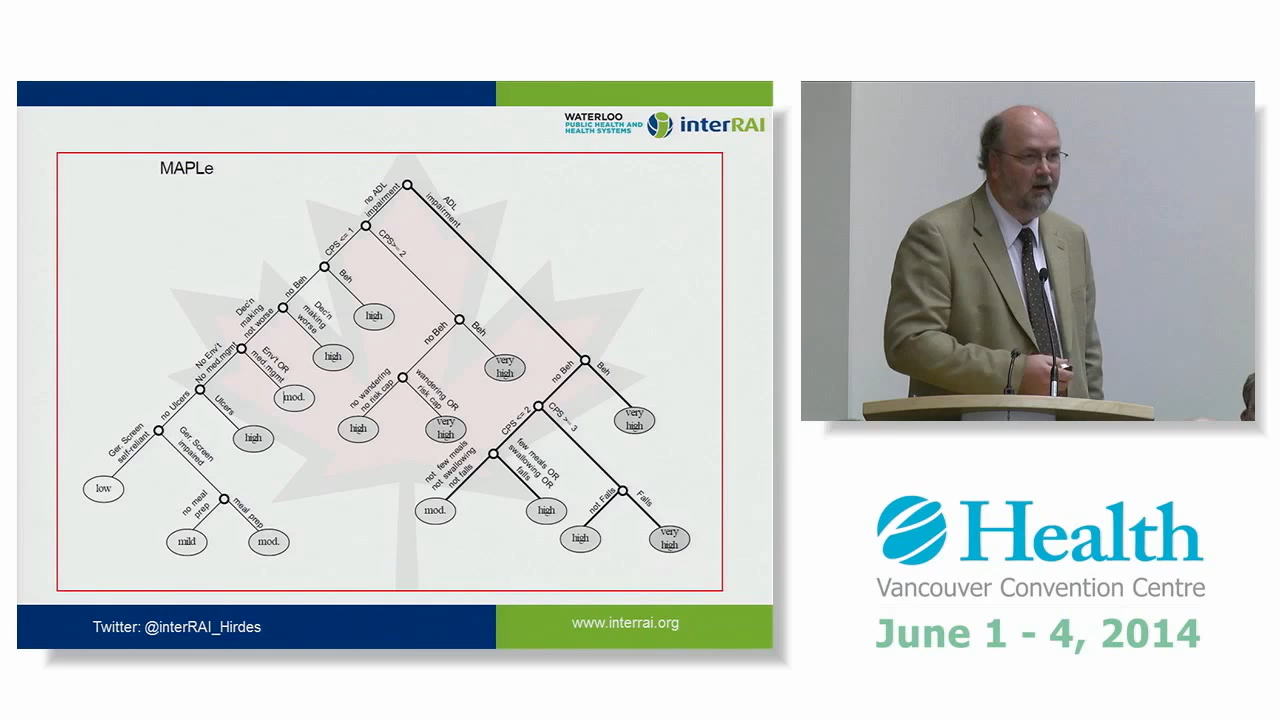 WATERLOO
PUBLIC HEALTH AND
HEALTH SYSTEMS
interRAI
MAPLe
no ADL
impairment
ADL
impairment
CPS <= 1
CPS>= 2
no Beh
Beh
high
Dec'n
making
not worse
Dec'n
making
worse
high
no Beh
Beh
very
high
No Env't
No med.mgmt
Env't OR
med.mgmt
mod.
no wandering
no risk cap
wandering OR
risk cap
high
very
high
no Beh
Beh
very
high
no Ulcers
Ulcers
high
CPS <= 2
CPS >= 3
Ger. Screen
self-reliant
Ger. Screen
impaired
low
not few meals
not swallowing
not falls
few meals OR
swallowing OR
falls
mod.
high
not Falls
Falls
high
very
high
no meal
prep
meal prep
mild
mod.
Twitter: @interRAI_Hirdes
www.interrai.org
Health
Vancouver Convention Centre
June 1 - 4, 2014